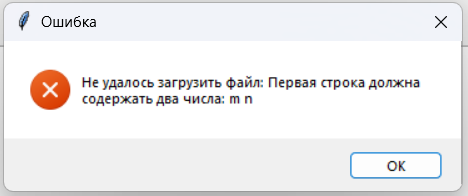 Ошибка
Не удалось загрузить файл: Первая строка должна
содержать два числа: m n
OK